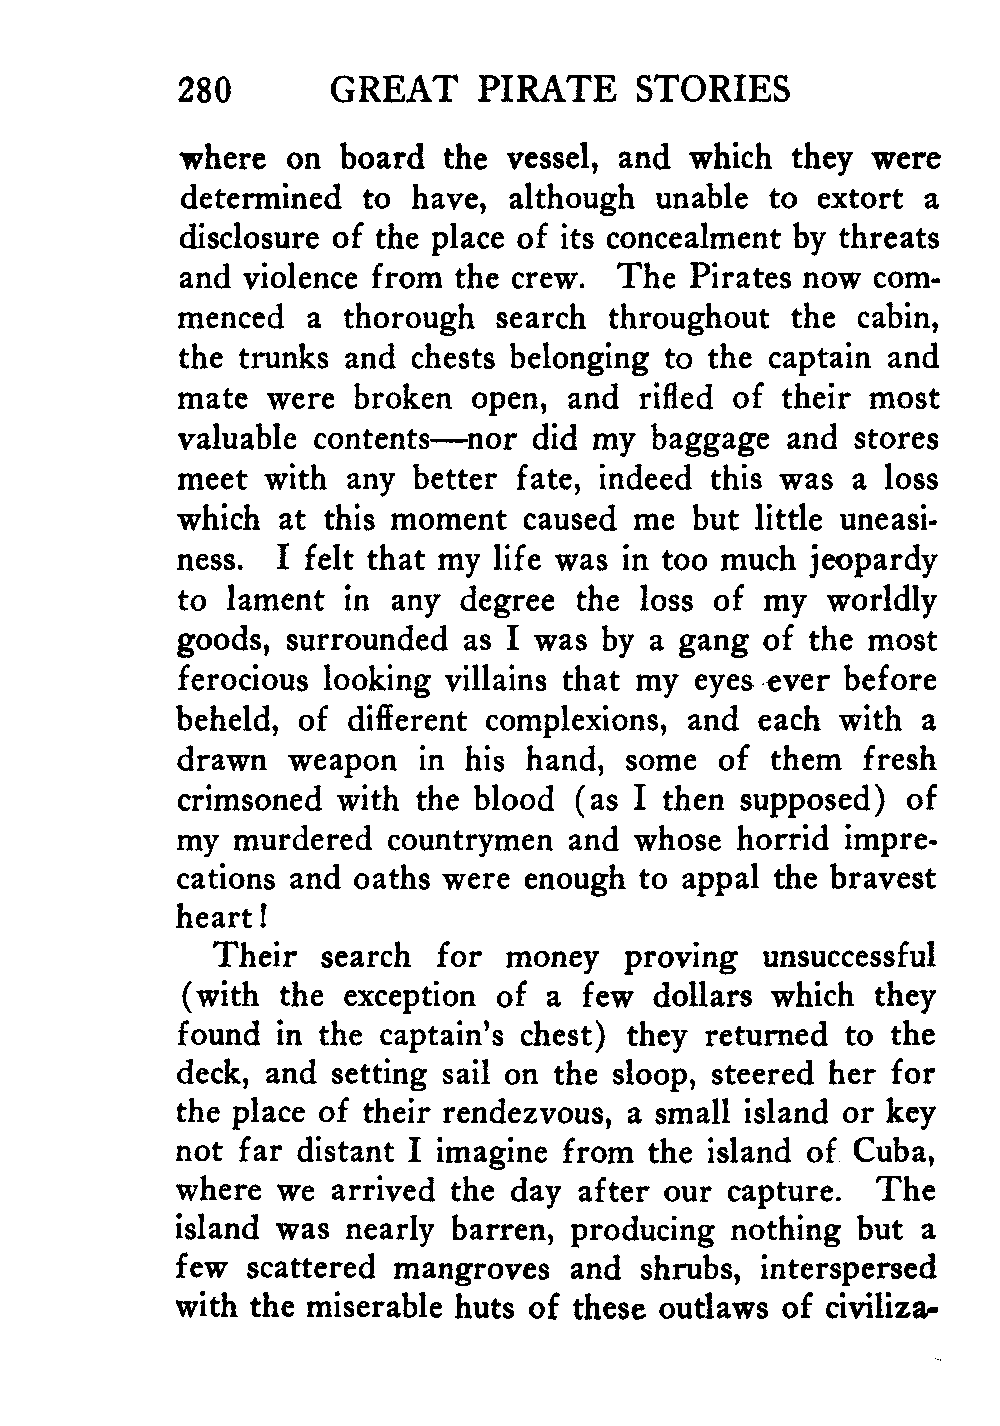 280 GREAT PIRATE STORIES
where on board the vessel, and which they were
determined to have, although unable to extort a
disclosure of the place of its concealment by threats
and violence from the crew. The Pirates now com-
menced a thorough search throughout the cabin,
the trunks and chests belonging to the captain and
mate were broken open, and rifled of their most
valuable contents—nor did my baggage and stores
meet with any better fate, indeed this was a loss
which at this moment caused me but little uneasi-
ness. I felt that my life was in too much jeopardy
to lament in any degree the loss of my worldly
goods, surrounded as I was by a gang of the most
ferocious looking villains that my eyes ever before
beheld, of different complexions, and each with a
drawn weapon in his hand, some of them fresh
crimsoned with the blood (as I then supposed) of
my murdered countrymen and whose horrid impre-
cations and oaths were enough to appal the bravest
heart!
Their search for money proving unsuccessful
(with the exception of a few dollars which they
found in the captain's chest) they returned to the
deck, and setting sail on the sloop, steered her for
the place of their rendezvous, a small island or key
not far distant I imagine from the island of Cuba,
where we arrived the day after our capture. The
island was nearly barren, producing nothing but a
few scattered mangroves and shrubs, interspersed
with the miserable huts of these outlaws of civiliza-